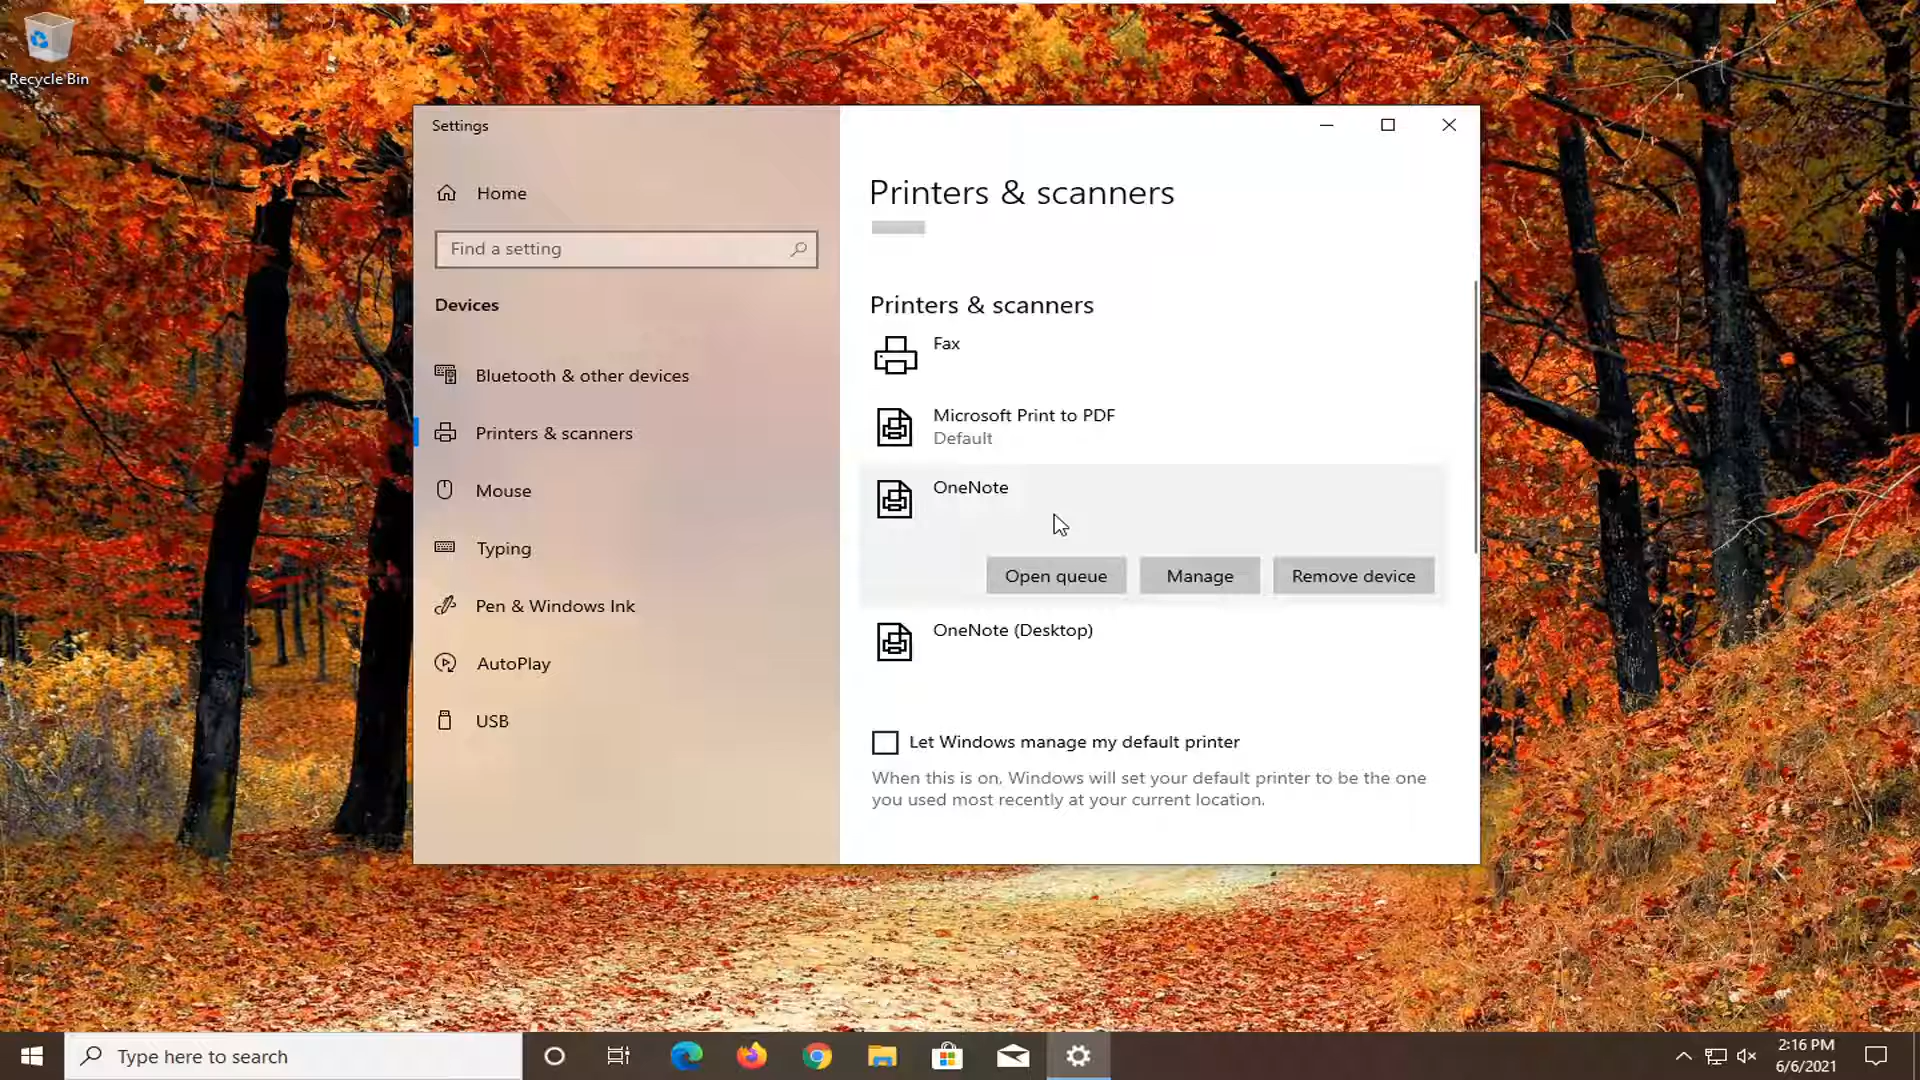 Recycle Bin
Settings
Home
Find a setting
Devices
Bluetooth & other devices
Printers & scanners
Mouse
Typing
Pen & Windows Ink
AutoPlay
USB
Printers & scanners
Printers & scanners
Fax
Microsoft Print to PDF
Default
OneNote
Open queue
Manage
Remove device
OneNote (Desktop)
Let Windows manage my default printer
When this is on, Windows will set your default printer to be the one
you used most recently at your current location.
Type here to search
2:16 PM
6/6/2021